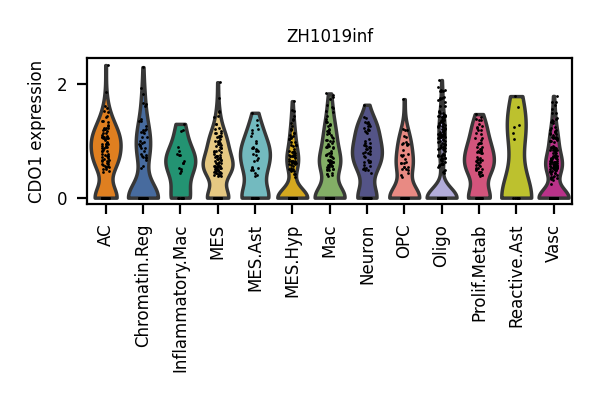 ZH1019inf
CDO1 expression
2
0
AC
Chromatin.Reg
Inflammatory.Mac
MES
MES.Ast
MES.Hyp
Mac
Neuron
OPC
Oligo
Prolif.Metab
Reactive.Ast
Vasc